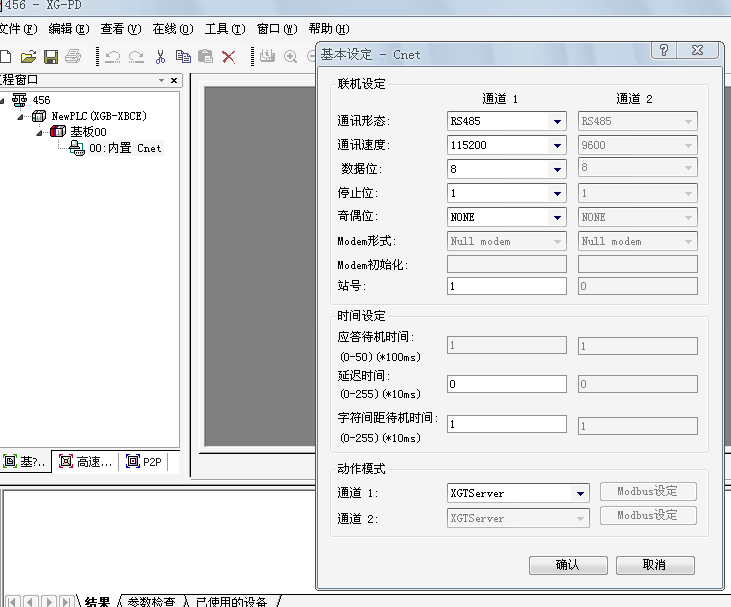 456 - XG-PD
文件(F) 编辑(E) 查看(V) 在线(O) 工具(T) 窗口(W) 帮助(H)
程窗口
456
NewPLC(XGB-XBCE)
基板00
00:内置 Cnet
基?..
高速...
P2P
基本设定 - Cnet
联机设定
通道 1 通道 2
通讯形态: RS485 RS485
通讯速度: 115200 9600
数据位: 8 8
停止位: 1 1
奇偶位: NONE NONE
Modem形式: Null modem Null modem
Modem初始化:
站号: 1 0
时间设定
应答待机时间: 1 1
(0-50)(*100ms)
延迟时间: 0 0
(0-255)(*10ms)
字符间距待机时间: 1 1
(0-255)(*10ms)
动作模式
通道 1: XGTServer Modbus设定
通道 2: XGTServer Modbus设定
确认 取消
结果 参数检查 已使用的设备